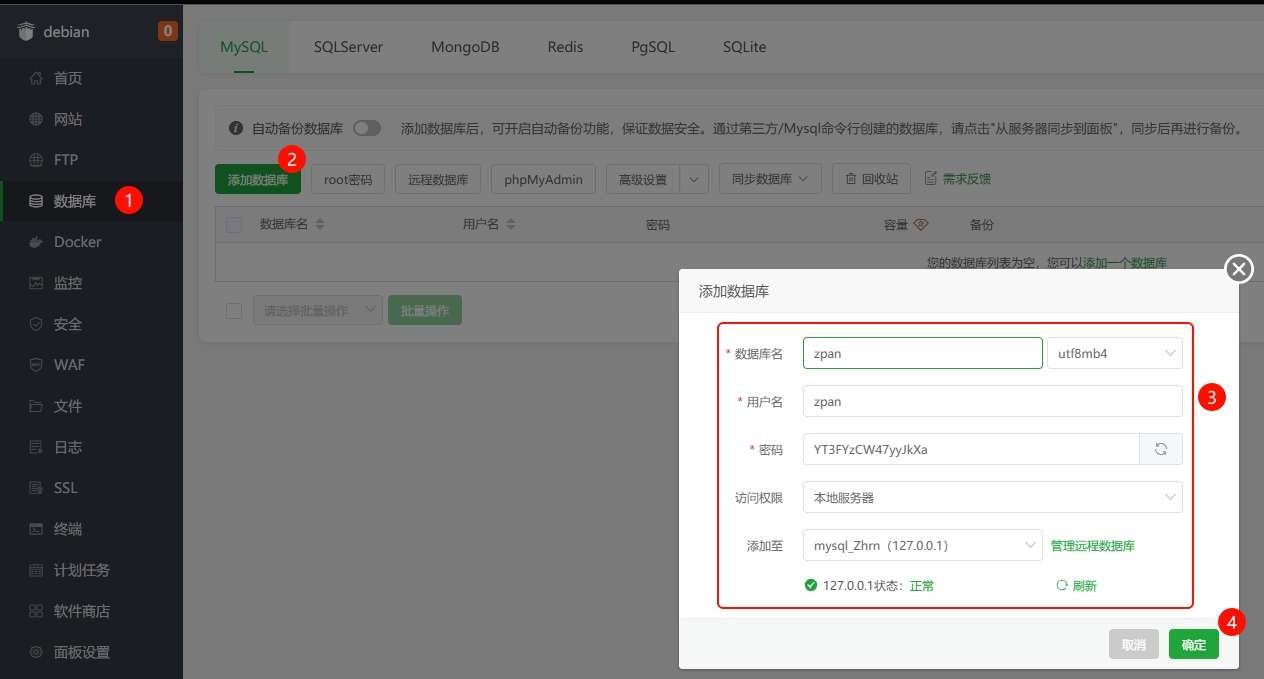 debian
0
首页
网站
FTP
数据库
1
Docker
监控
安全
WAF
文件
日志
SSL
终端
计划任务
软件商店
面板设置
MySQL SQLServer MongoDB Redis PgSQL SQLite
自动备份数据库 添加数据库后，可开启自动备份功能，保证数据安全。通过第三方/Mysql命令行创建的数据库，请点击"从服务器同步到面板"，同步后再进行备份。
2
添加数据库 root密码 远程数据库 phpMyAdmin 高级设置 同步数据库 回收站 需求反馈
数据库名 用户名 密码 容量 备份
您的数据库列表为空，您可以添加一个数据库
请选择批量操作 批量操作
添加数据库
* 数据库名 zpan utf8mb4
* 用户名 zpan
3
* 密码 YT3FYzCW47yyJkXa
访问权限 本地服务器
添加至 mysql_Zhrn（127.0.0.1） 管理远程数据库
127.0.0.1状态：正常 刷新
4
取消 确定